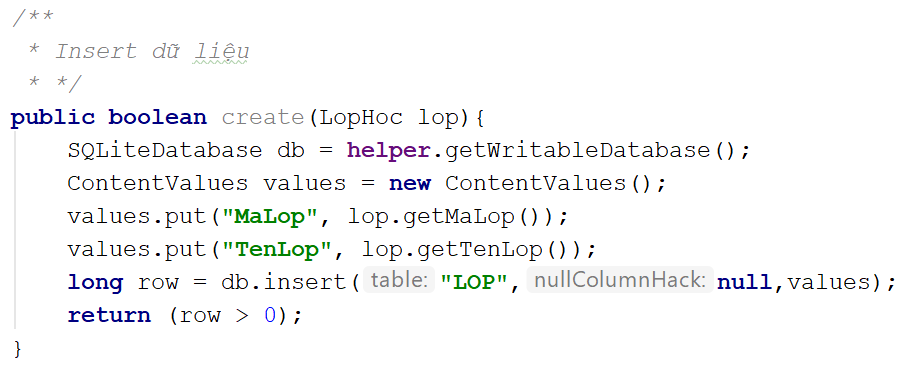 /**
 * Insert dữ liệu
 * */
public boolean create(LopHoc lop){
    SQLiteDatabase db = helper.getWritableDatabase();
    ContentValues values = new ContentValues();
    values.put("MaLop", lop.getMaLop());
    values.put("TenLop", lop.getTenLop());
    long row = db.insert( table: "LOP", nullColumnHack: null,values);
    return (row > 0);
}